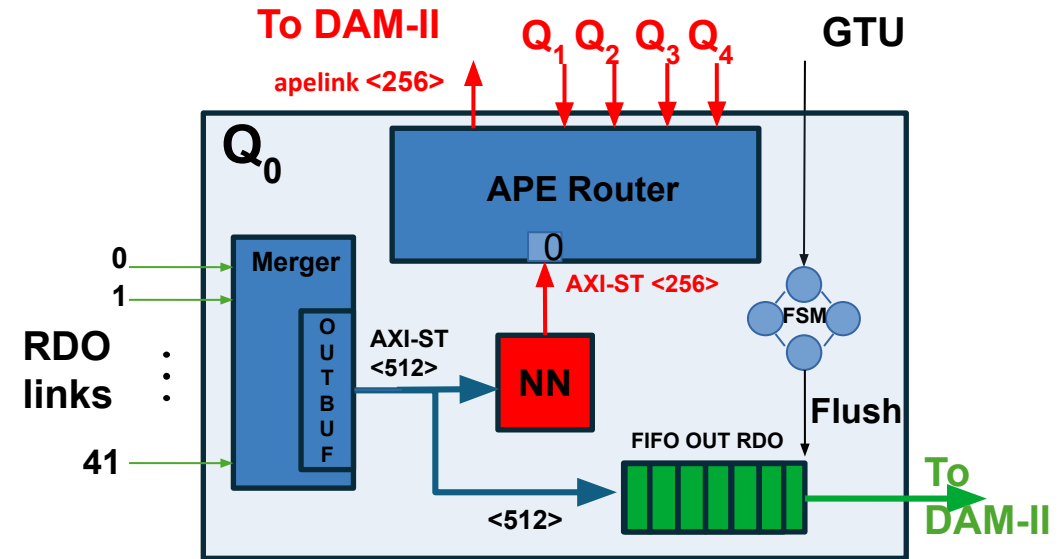 To DAM-II
Q1 Q2 Q3 Q4
GTU
apelink <256>
Q0
APE Router
0
Merger
0
1
AXI-ST <256>
FSM
OUTBUF
AXI-ST
<512>
RDO
links
NN
Flush
FIFO OUT RDO
41
<512>
To
DAM-II